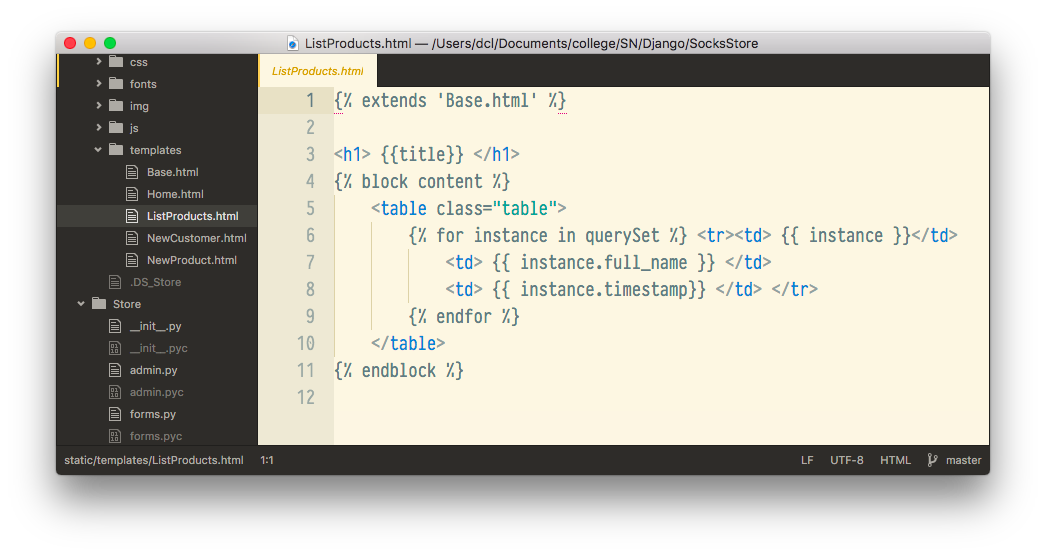 ListProducts.html — /Users/dcl/Documents/college/SN/Django/SocksStore
css
fonts
img
js
templates
Base.html
Home.html
ListProducts.html
NewCustomer.html
NewProduct.html
.DS_Store
Store
__init__.py
__init__.pyc
admin.py
admin.pyc
forms.py
forms.pyc
ListProducts.html
1 {% extends 'Base.html' %}
2
3 <h1> {{title}} </h1>
4 {% block content %}
5     <table class="table">
6         {% for instance in querySet %} <tr><td> {{ instance }}</td>
7             <td> {{ instance.full_name }} </td>
8             <td> {{ instance.timestamp}} </td> </tr>
9         {% endfor %}
10     </table>
11 {% endblock %}
12
static/templates/ListProducts.html 1:1 LF UTF-8 HTML master